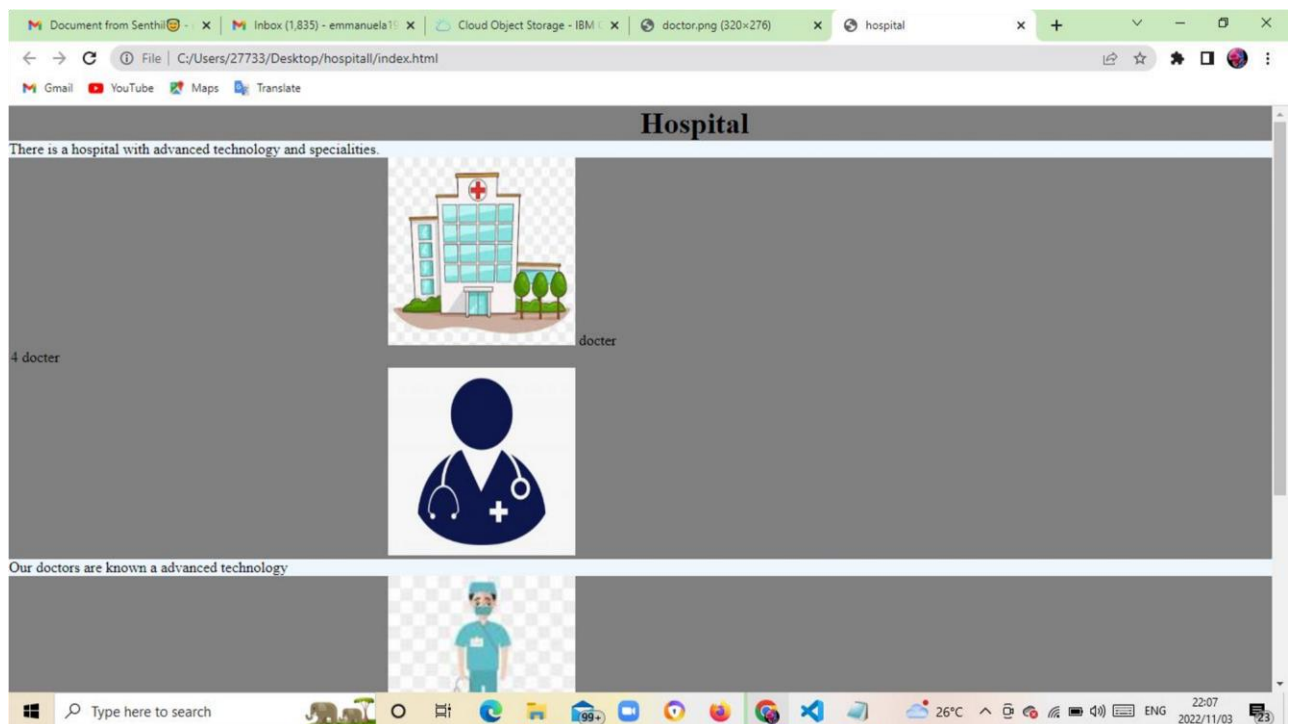 Document from Senthil
Inbox (1,835) - emmanuela19
Cloud Object Storage - IBM C
doctor.png (320×276)
hospital
File | C:/Users/27733/Desktop/hospitall/index.html
Gmail YouTube Maps Translate
Hospital
There is a hospital with advanced technology and specialities.
docter
4 docter
Our doctors are known a advanced technology
Type here to search
99+
26°C
ENG
22:07
2022/11/03
23